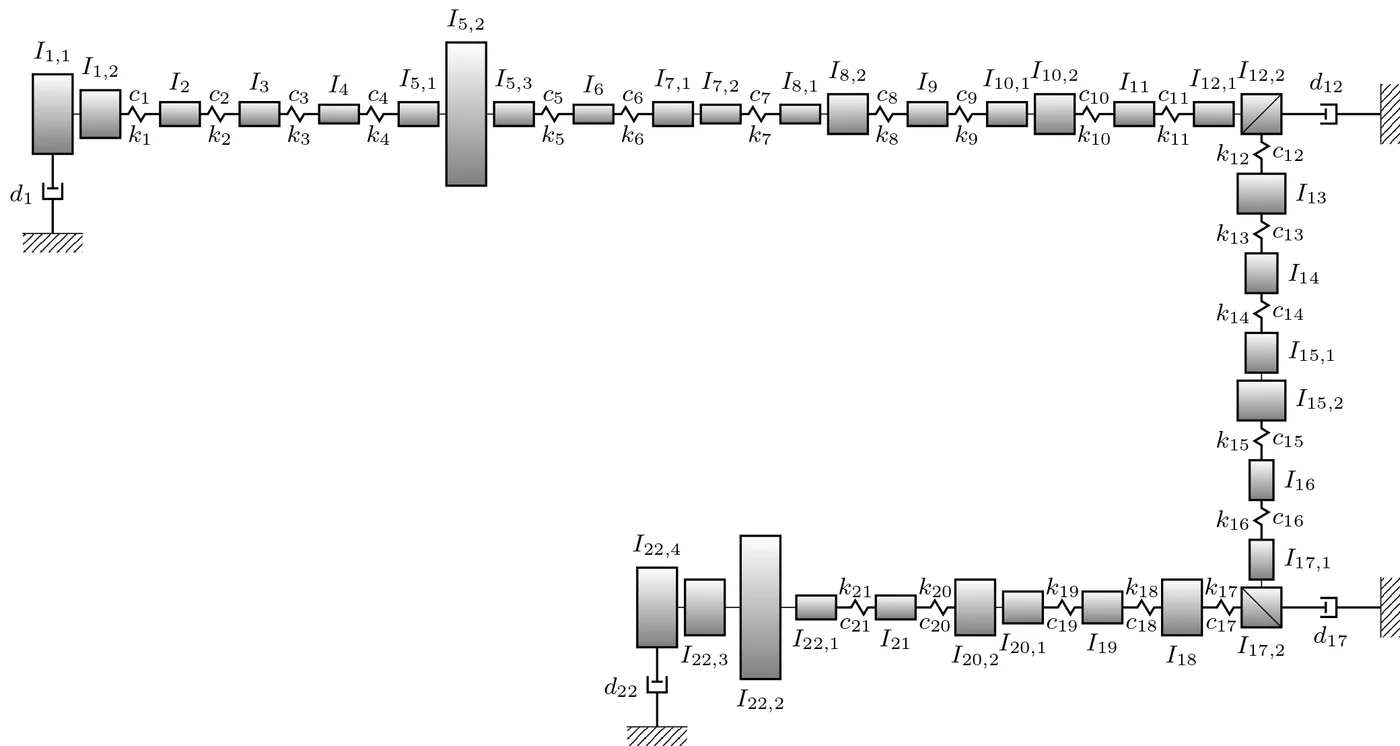 I_{5,2}
I_{1,1} I_{1,2} I_2 I_3 I_4 I_{5,1} I_{5,3} I_6 I_{7,1} I_{7,2} I_{8,1} I_{8,2} I_9 I_{10,1} I_{10,2} I_{11} I_{12,1} I_{12,2} d_{12}
c_1 c_2 c_3 c_4 c_5 c_6 c_7 c_8 c_9 c_{10} c_{11}
k_1 k_2 k_3 k_4 k_5 k_6 k_7 k_8 k_9 k_{10} k_{11}
k_{12} c_{12}
d_1 I_{13}
k_{13} c_{13}
I_{14}
k_{14} c_{14}
I_{15,1}
I_{15,2}
k_{15} c_{15}
I_{16}
k_{16} c_{16}
I_{22,4} I_{17,1}
k_{21} k_{20} k_{19} k_{18} k_{17}
c_{21} c_{20} c_{19} c_{18} c_{17} d_{17}
I_{22,3} I_{22,1} I_{21} I_{20,2} I_{20,1} I_{19} I_{18} I_{17,2}
d_{22} I_{22,2}